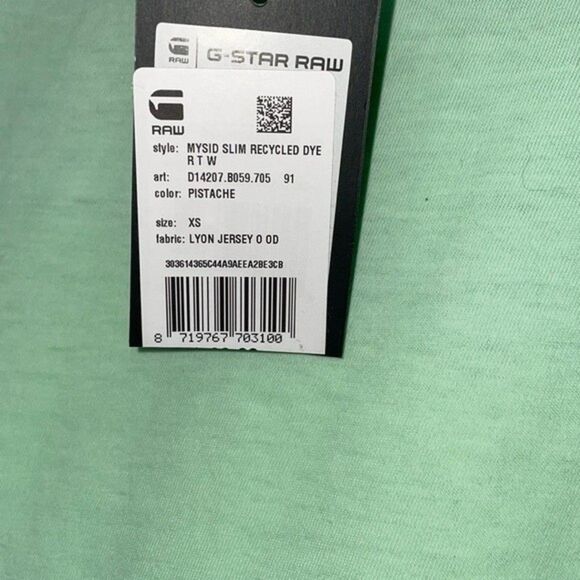 RAW
G-STAR RAW
RAW
style: MYSID SLIM RECYCLED DYE
R T W
art: D14207.B059.705 91
color: PISTACHE
size: XS
fabric: LYON JERSEY O OD
303614365C44A9AEEA2BE3CB
8 719767 703100